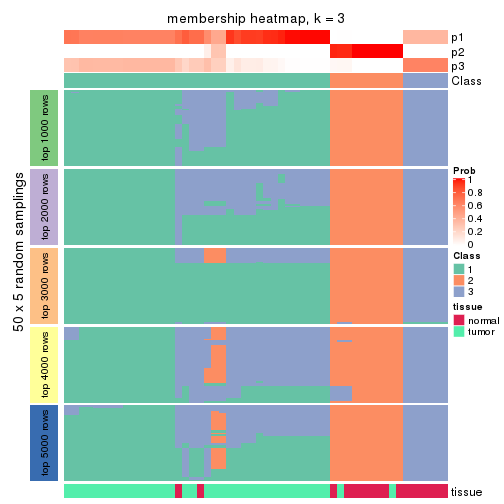 membership heatmap, k = 3
p1
p2
p3
Class
50 x 5 random samplings
top 1000 rows
top 2000 rows
top 3000 rows
top 4000 rows
top 5000 rows
Prob
1
0.8
0.6
0.4
0.2
0
Class
1
2
3
tissue
normal
tumor
tissue